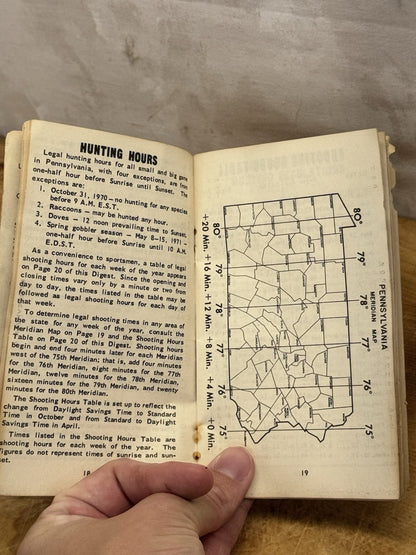 HUNTING HOURS
Legal hunting hours for all small and big game
in Pennsylvania, with four exceptions, are from
one-half hour before Sunrise until Sunset. The
exceptions are:
1. October 31, 1970 – no hunting for any species
before 9 A.M. E.S.T.
2. Raccoons – may be hunted any hour.
3. Doves – 12 noon prevailing time to Sunset.
4. Spring gobbler season – May 8-15, 1971 –
one-half hour before Sunrise until 10 A.M.
E.D.S.T.
As a convenience to sportsmen, a table of legal
shooting hours for each week of the year appears
on Page 20 of this Digest. Since the opening and
closing times vary only by a minute or two from
day to day, the times listed in the table may be
followed as legal shooting hours for each day of
that week.
To determine legal shooting times in any area of
the state for any week of the year, consult the
Meridian Map on Page 19 and the Shooting Hours
Table on Page 20 of this Digest. Shooting hours
begin and end four minutes later for each Meridian
west of the 75th Meridian; that is, add four minutes
for the 76th Meridian, eight minutes for the 77th
Meridian, twelve minutes for the 78th Meridian,
sixteen minutes for the 79th Meridian, and twenty
minutes for the 80th Meridian.
The Shooting Hours Table is set up to reflect the
change from Daylight Savings Time to Standard
Time in October and from Standard to Daylight
Savings Time in April.
Times listed in the Shooting Hours Table are
shooting hours for each week of the year. The
figures do not represent times of sunrise and sun-
set.
18
PENNSYLVANIA
MERIDIAN MAP
80° 79° 78° 77° 76° 75°
80° 79° 78° 77° 76° 75°
+20 Min. +16 Min. +12 Min. +8 Min. +4 Min. +0 Min.
19